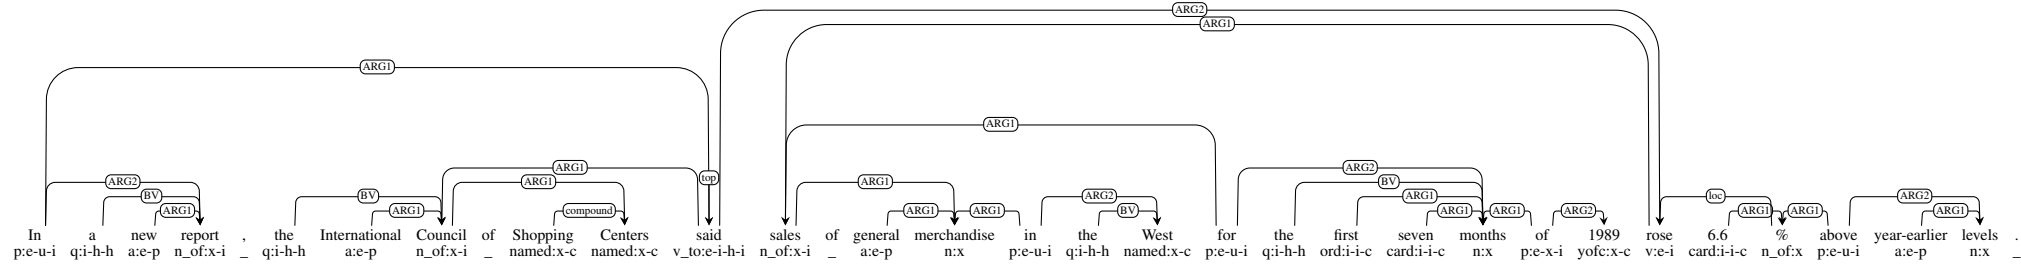 ARG2
ARG1
ARG1
ARG1
ARG1 ARG2
top
ARG2 ARG1 ARG1 BV
BV BV ARG2 ARG1 loc ARG2
ARG1 ARG1 compound ARG1 ARG1 BV ARG1 ARG1 ARG2 ARG1 ARG1 ARG1
In a new report , the International Council of Shopping Centers said sales of general merchandise in the West for the first seven months of 1989 rose 6.6 % above year-earlier levels .
p:e-u-i q:i-h-h a:e-p n_of:x-i _ q:i-h-h a:e-p n_of:x-i _ named:x-c named:x-c v_to:e-i-h-i n_of:x-i _ a:e-p n:x p:e-u-i q:i-h-h named:x-c p:e-u-i q:i-h-h ord:i-i-c card:i-i-c n:x p:e-x-i yofc:x-c v:e-i card:i-i-c n_of:x p:e-u-i a:e-p n:x _